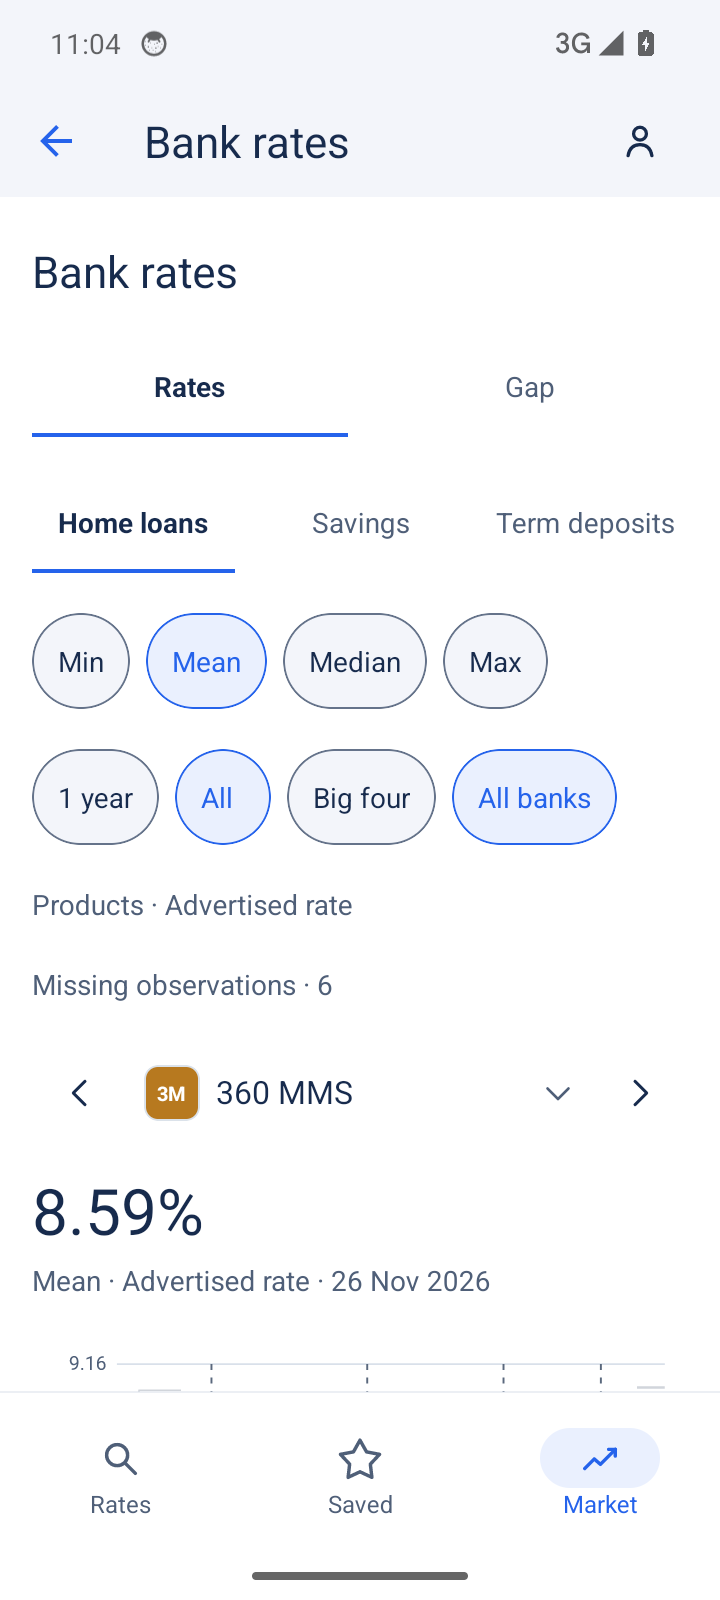 11:04 3G
Bank rates
Bank rates
Rates Gap
Home loans Savings Term deposits
Min Mean Median Max
1 year All Big four All banks
Products · Advertised rate
Missing observations · 6
3M 360 MMS
8.59%
Mean · Advertised rate · 26 Nov 2026
9.16
Rates Saved Market